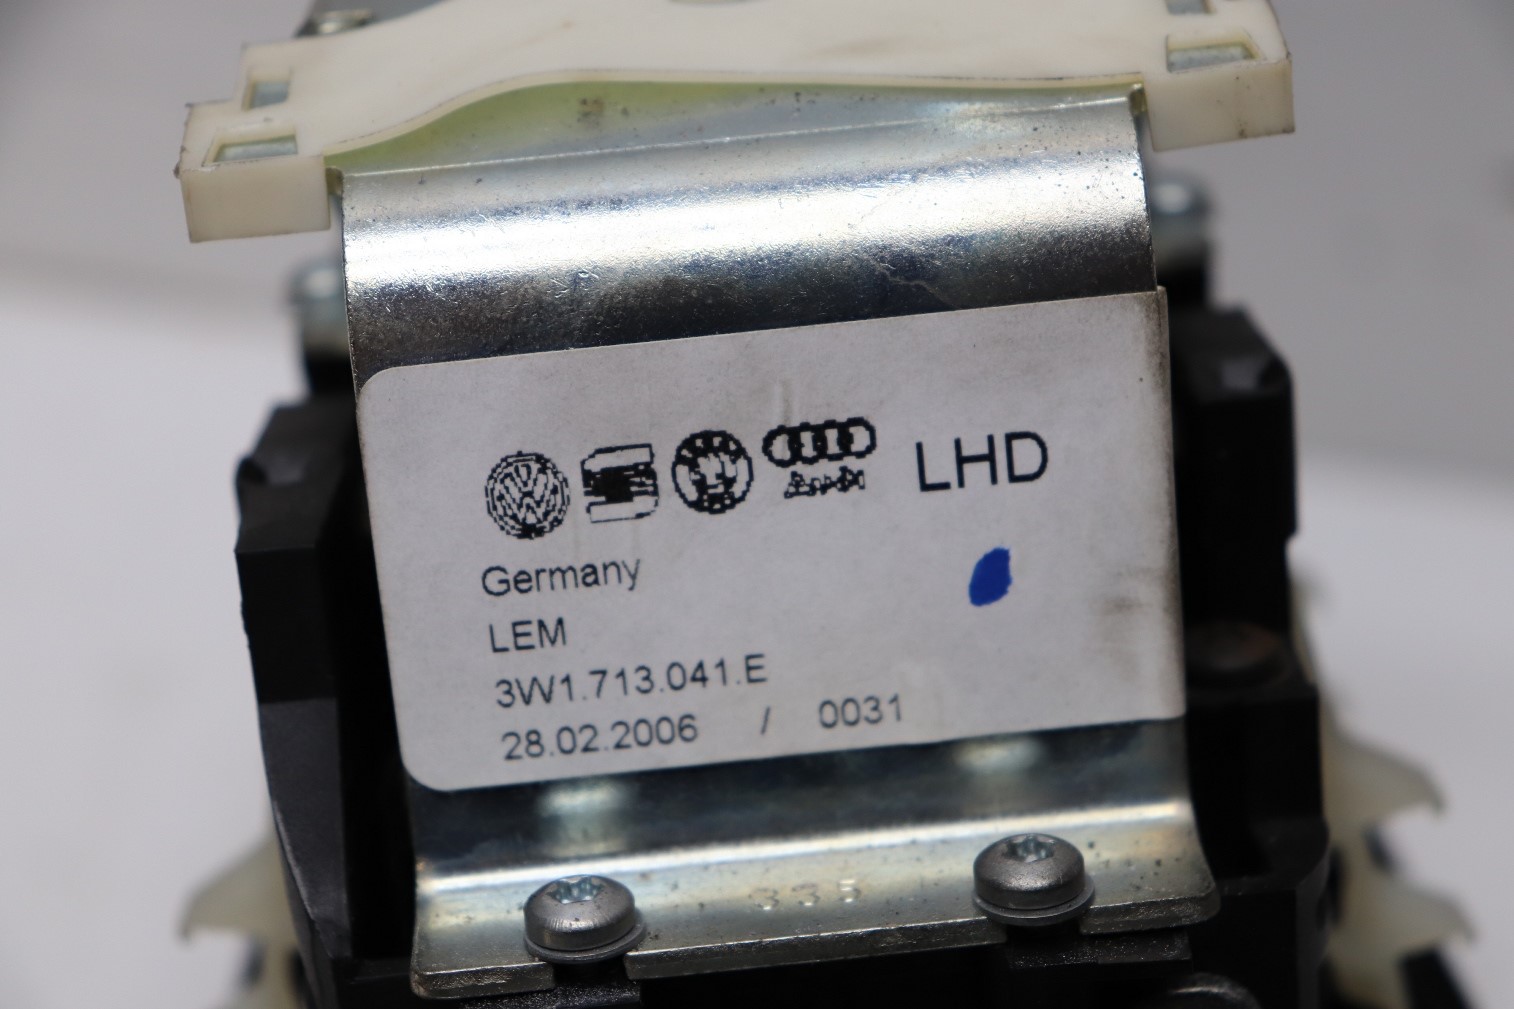 LHD
Germany
LEM
3W1.713.041.E
28.02.2006 / 0031